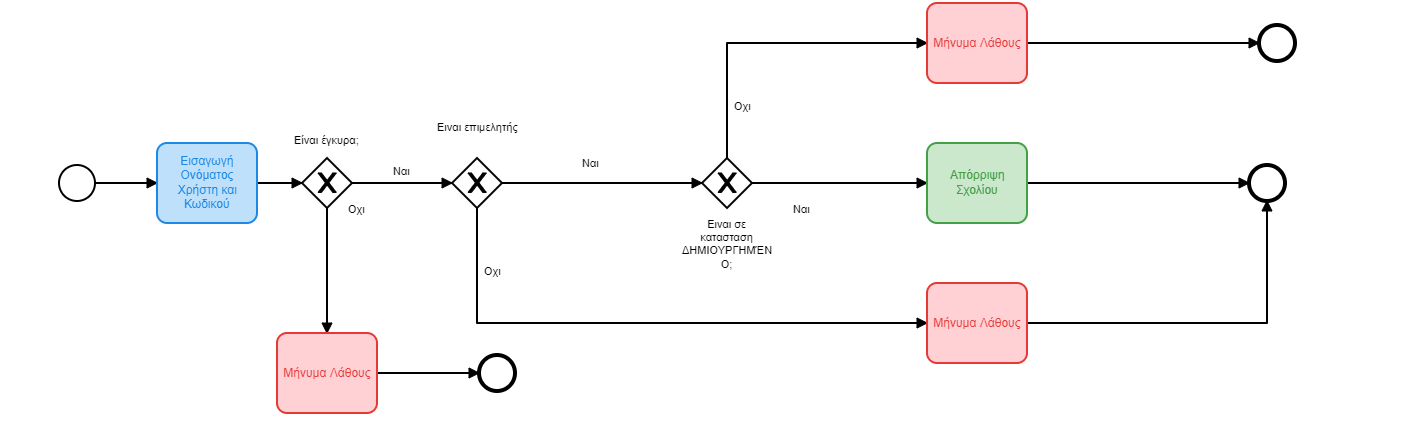 Μήνυμα Λάθους
Οχι
Ειναι επιμελητής
Είναι έγκυρα;
Εισαγωγή
Ονόματος
Χρήστη και
Κωδικού
Ναι
Ναι
Απόρριψη
Σχολίου
Οχι
Ναι
Ειναι σε
κατασταση
ΔΗΜΙΟΥΡΓΗΜΈΝ
Ο;
Οχι
Μήνυμα Λάθους
Μήνυμα Λάθους